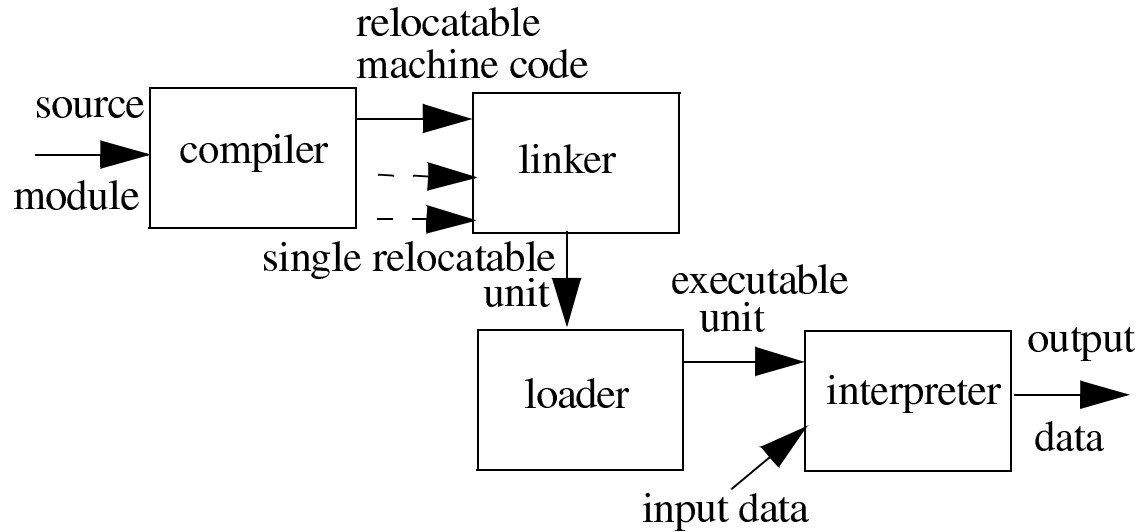 relocatable
machine code
source
module
compiler
linker
single relocatable
unit
executable
unit
loader
interpreter
output
data
input data